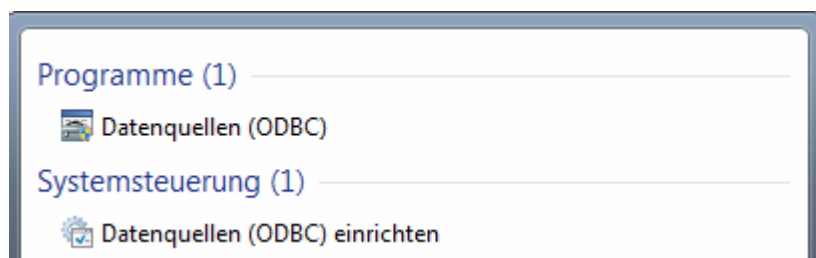 Programme (1)
Datenquellen (ODBC)
Systemsteuerung (1)
Datenquellen (ODBC) einrichten